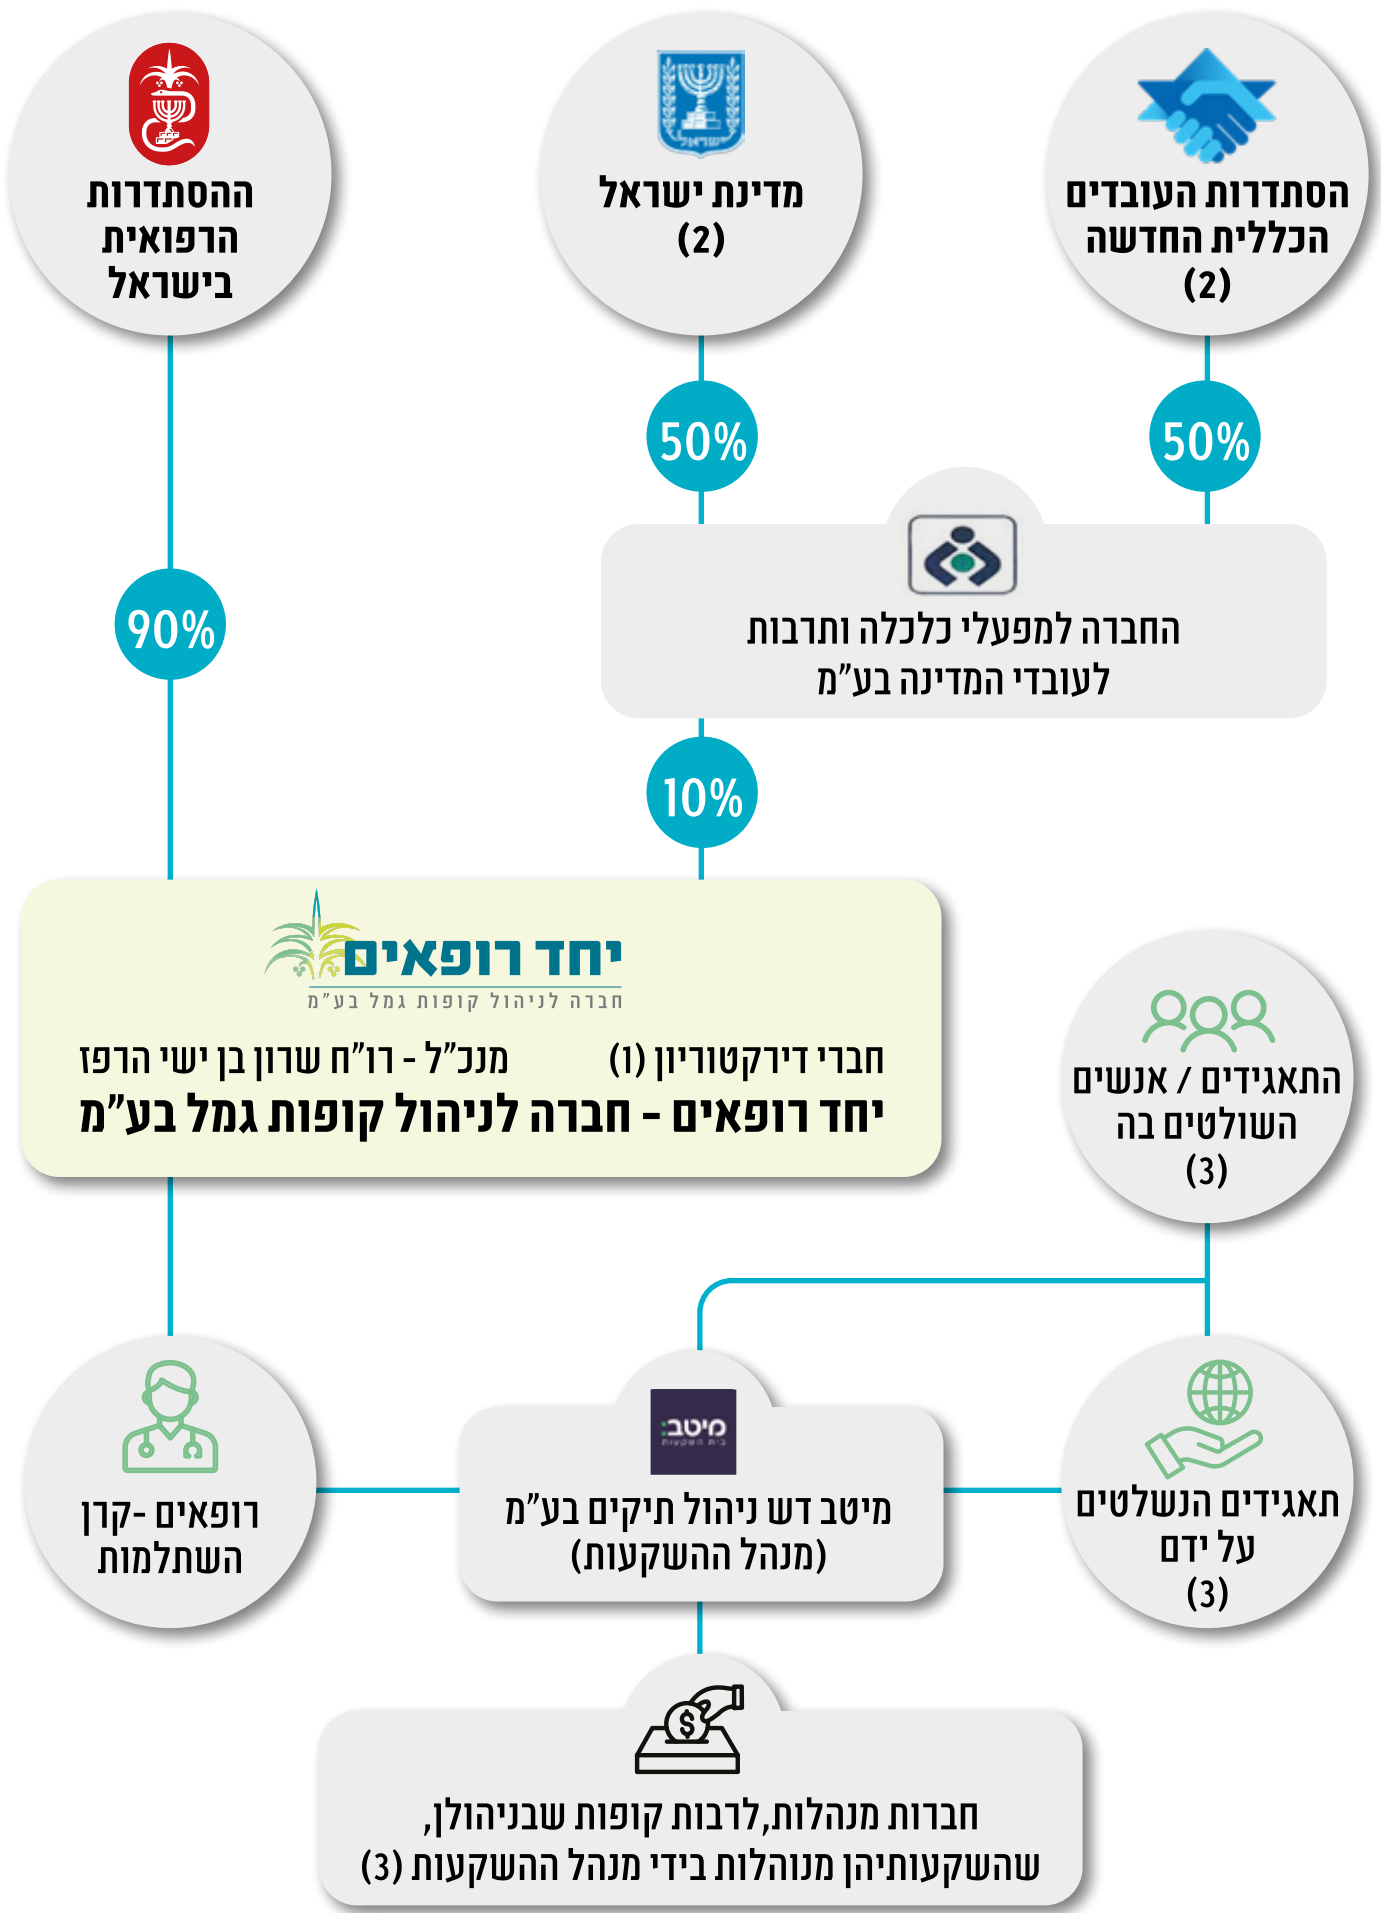 הסתדרות העובדים
הכללית החדשה
(2)
מדינת ישראל
(2)
ההסתדרות
הרפואית
בישראל
50%
50%
90%
החברה למפעלי כלכלה ותרבות
לעובדי המדינה בע"מ
10%
יחד רופאים
חברה לניהול קופות גמל בע"מ
חברי דירקטוריון (1) מנכ"ל - רו"ח שרון בן ישי הרפז
יחד רופאים - חברה לניהול קופות גמל בע"מ
התאגידים / אנשים
השולטים בה
(3)
תאגידים הנשלטים
על ידם
(3)
מיטב:
בית השקעות
מיטב דש ניהול תיקים בע"מ
(מנהל ההשקעות)
רופאים -קרן
השתלמות
$
חברות מנהלות,לרבות קופות שבניהולן,
שהשקעותיהן מנוהלות בידי מנהל ההשקעות (3)
ישראל